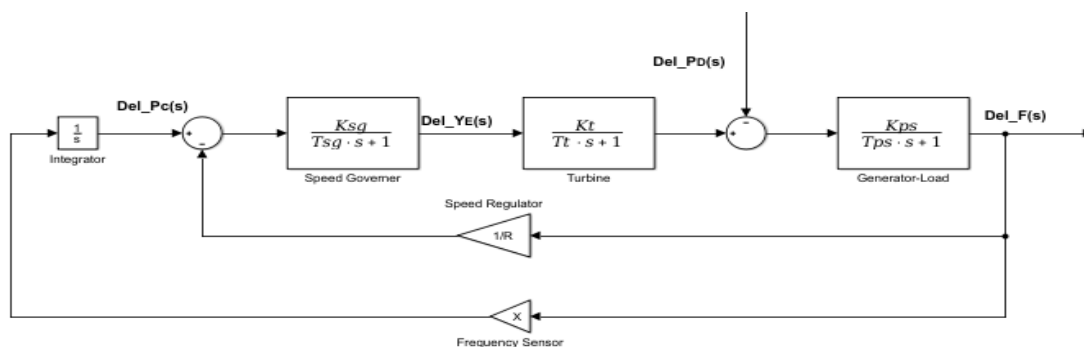 Del_PD(s)
Del_Pc(s)
Del_YE(s)
Del_F(s)
1
s
Integrator
+
-
Ksg
Tsg · s + 1
Speed Governer
Kt
Tt · s + 1
Turbine
-
+
Kps
Tps · s + 1
Generator-Load
Speed Regulator
1/R
X
Frequency Sensor